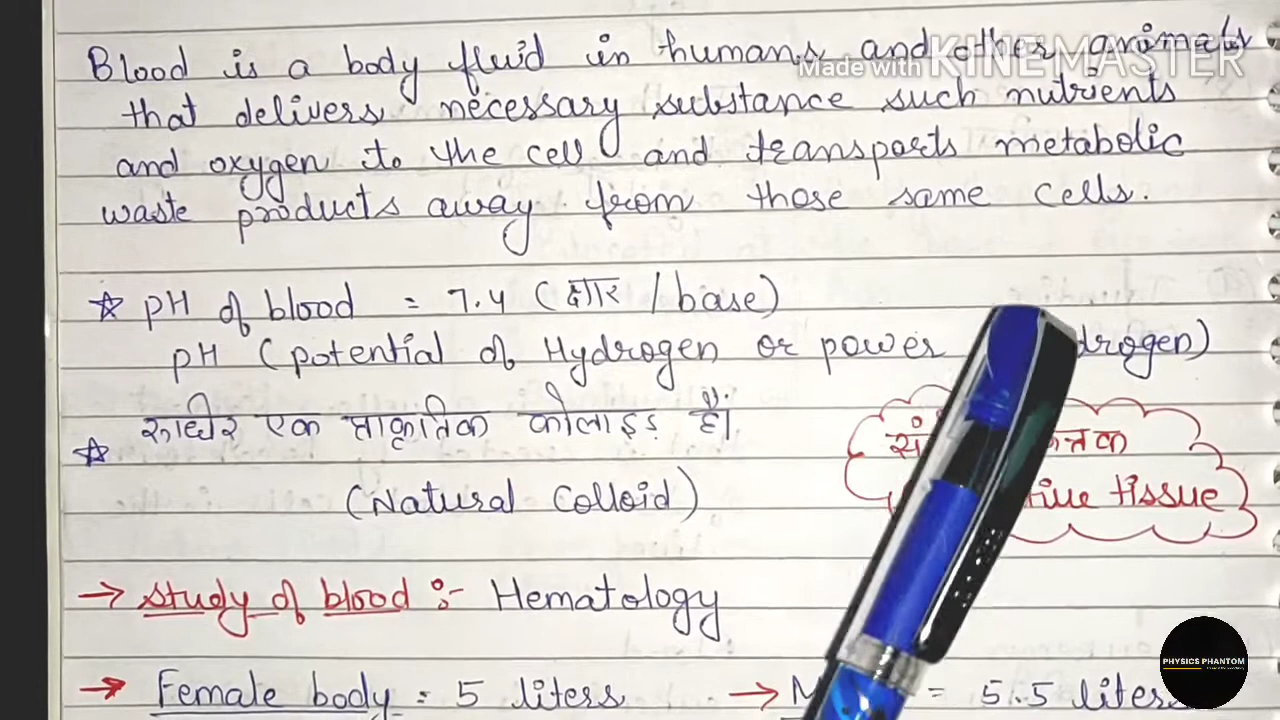 Blood is a body fluid in humans and other animals
Made with KINEMASTER
that delivers necessary substance such nutrients
and oxygen to the cell and transports metabolic
waste products away from those same cells.
☆ pH of blood = 7.4 (क्षार / base)
pH (potential of Hydrogen or power drogen)
☆ रूधिर एक प्राकृतिक कोलाइड है।
(Natural Colloid)
tissue
→ study of blood :- Hematology
→ Female body = 5 liters → = 5.5 liters
PHYSICS PHANTOM